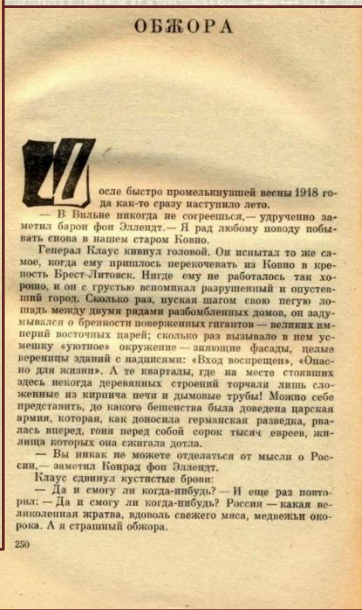 ОБЖОРА
После быстро промелькнувшей весны 1918 го-
да как-то сразу наступило лето.
— В Вильне никогда не согреешься,— удрученно за-
метил барон фон Эллендт.— Я рад любому поводу побы-
вать снова в нашем старом Ковно.
Генерал Клаус кивнул головой. Он испытал то же са-
мое, когда ему пришлось перекочевать из Ковно в кре-
пость Брест-Литовск. Нигде ему не работалось так хо-
рошо, и он с грустью вспоминал разрушенный и опустев-
ший город. Сколько раз, пуская шагом свою пегую ло-
шадь между двумя рядами разбомбленных домов, он заду-
мывался о бренности поверженных гигантов — великих им-
перий восточных царей; сколько раз вызывало в нем ус-
мешку «уютное» окружение — зияющие фасады, целые
вереницы зданий с надписями: «Вход воспрещен», «Опас-
но для жизни». А те кварталы, где на месте стоявших
здесь некогда деревянных строений торчали лишь сло-
женные из кирпича печи и дымовые трубы! Можно себе
представить, до какого бешенства была доведена царская
армия, которая, как доносила германская разведка, рва-
лась вперед, гоня перед собой сорок тысяч евреев, жи-
лища которых она сжигала дотла.
— Вы никак не можете отделаться от мысли о Рос-
сии,— заметил Конрад фон Эллендт.
Клаус сдвинул кустистые брови:
— Да и смогу ли когда-нибудь? — И еще раз повто-
рил: — Да и смогу ли когда-нибудь? Россия — какая ве-
ликолепная жратва, вдоволь свежего мяса, медвежьи око-
рока. А я страшный обжора.
250